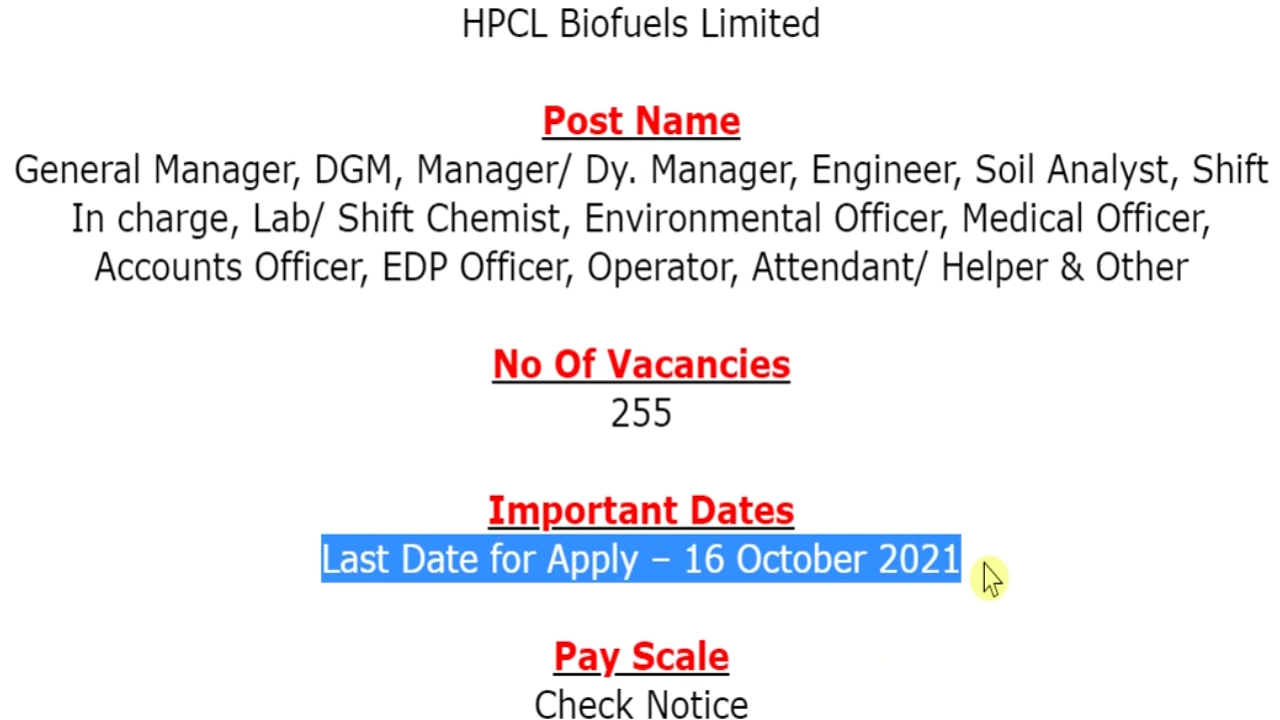 HPCL Biofuels Limited
Post Name
General Manager, DGM, Manager/ Dy. Manager, Engineer, Soil Analyst, Shift
In charge, Lab/ Shift Chemist, Environmental Officer, Medical Officer,
Accounts Officer, EDP Officer, Operator, Attendant/ Helper & Other
No Of Vacancies
255
Important Dates
Last Date for Apply – 16 October 2021
Pay Scale
Check Notice